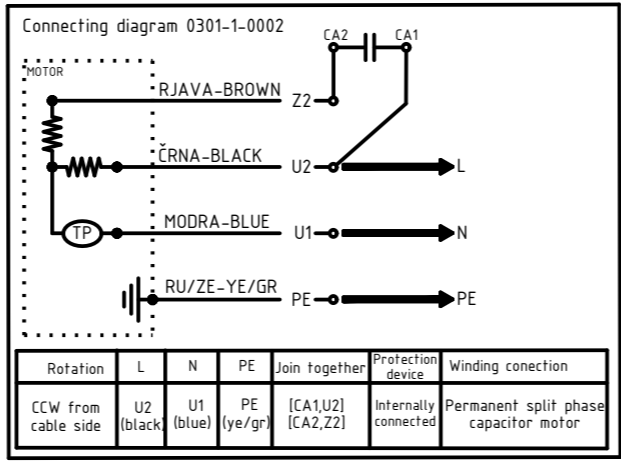 Connecting diagram 0301-1-0002
CA2 CA1
MOTOR
RJAVA-BROWN Z2
ČRNA-BLACK U2 L
TP MODRA-BLUE U1 N
RU/ZE-YE/GR PE PE
Rotation L N PE Join together Protection device Winding conection
CCW from cable side U2 (black) U1 (blue) PE (ye/gr) [CA1,U2] [CA2,Z2] Internally connected Permanent split phase capacitor motor